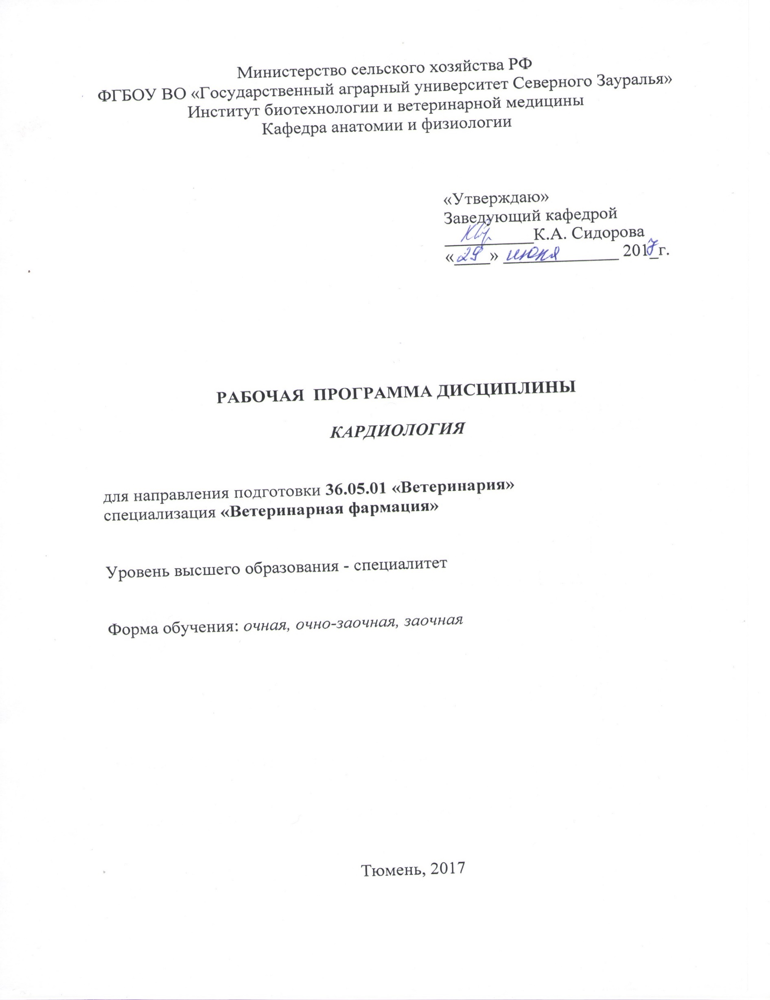 Министерство сельского хозяйства РФ
ФГБОУ ВО «Государственный аграрный университет Северного Зауралья»
Институт биотехнологии и ветеринарной медицины
Кафедра анатомии и физиологии
«Утверждаю»
Заведующий кафедрой
К.А. Сидорова
«29» июня 2017 г.
РАБОЧАЯ ПРОГРАММА ДИСЦИПЛИНЫ
КАРДИОЛОГИЯ
для направления подготовки 36.05.01 «Ветеринария»
специализация «Ветеринарная фармация»
Уровень высшего образования - специалитет
Форма обучения: очная, очно-заочная, заочная
Тюмень, 2017